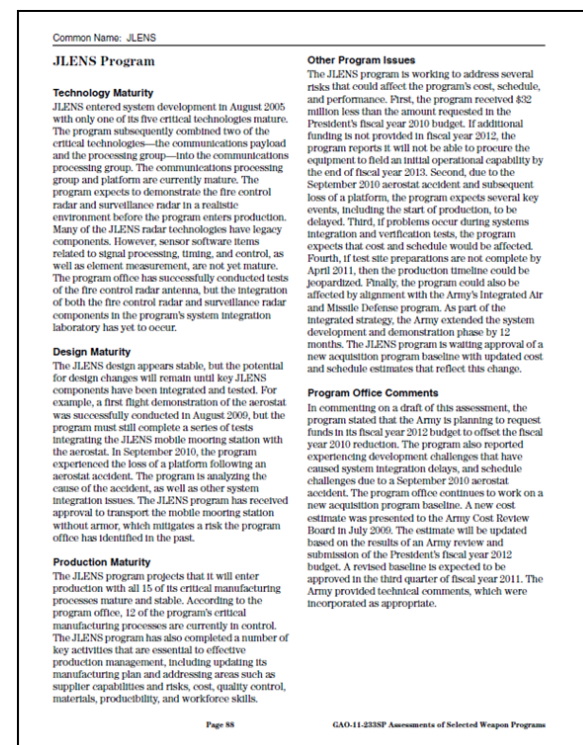 Common Name: JLENS
JLENS Program
Technology Maturity
JLENS entered system development in August 2005
with only one of its five critical technologies mature.
The program subsequently combined two of the
critical technologies—the communications payload
and the processing group—into the communications
processing group. The communications processing
group and platform are currently mature. The
program expects to demonstrate the fire control
radar and surveillance radar in a realistic
environment before the program enters production.
Many of the JLENS radar technologies have legacy
components. However, sensor software items
related to signal processing, timing, and control, as
well as element measurement, are not yet mature.
The program office has successfully conducted tests
of the fire control radar antenna, but the integration
of both the fire control radar and surveillance radar
components in the program's system integration
laboratory has yet to occur.
Design Maturity
The JLENS design appears stable, but the potential
for design changes will remain until key JLENS
components have been integrated and tested. For
example, a first flight demonstration of the aerostat
was successfully conducted in August 2009, but the
program must still complete a series of tests
integrating the JLENS mobile mooring station with
the aerostat. In September 2010, the program
experienced the loss of a platform following an
aerostat accident. The program is analyzing the
cause of the accident, as well as other system
integration issues. The JLENS program has received
approval to transport the mobile mooring station
without armor, which mitigates a risk the program
office has identified in the past.
Production Maturity
The JLENS program projects that it will enter
production with all 15 of its critical manufacturing
processes mature and stable. According to the
program office, 12 of the program's critical
manufacturing processes are currently in control.
The JLENS program has also completed a number of
key activities that are essential to effective
production management, including updating its
manufacturing plan and addressing areas such as
supplier capabilities and risks, cost, quality control,
materials, producibility, and workforce skills.
Other Program Issues
The JLENS program is working to address several
risks that could affect the program's cost, schedule,
and performance. First, the program received $32
million less than the amount requested in the
President's fiscal year 2010 budget. If additional
funding is not provided in fiscal year 2012, the
program reports it will not be able to procure the
equipment to field an initial operational capability by
the end of fiscal year 2013. Second, due to the
September 2010 aerostat accident and subsequent
loss of a platform, the program expects several key
events, including the start of production, to be
delayed. Third, if problems occur during systems
integration and verification tests, the program
expects that cost and schedule would be affected.
Fourth, if test site preparations are not complete by
April 2011, then the production timeline could be
jeopardized. Finally, the program could also be
affected by alignment with the Army's Integrated Air
and Missile Defense program. As part of the
integrated strategy, the Army extended the system
development and demonstration phase by 12
months. The JLENS program is waiting approval of a
new acquisition program baseline with updated cost
and schedule estimates that reflect this change.
Program Office Comments
In commenting on a draft of this assessment, the
program stated that the Army is planning to request
funds in its fiscal year 2012 budget to offset the fiscal
year 2010 reduction. The program also reported
experiencing development challenges that have
caused system integration delays, and schedule
challenges due to a September 2010 aerostat
accident. The program office continues to work on a
new acquisition program baseline. A new cost
estimate was presented to the Army Cost Review
Board in July 2009. The estimate will be updated
based on the results of an Army review and
submission of the President's fiscal year 2012
budget. A revised baseline is expected to be
approved in the third quarter of fiscal year 2011. The
Army provided technical comments, which were
incorporated as appropriate.
Page 88
GAO-11-233SP Assessments of Selected Weapon Programs